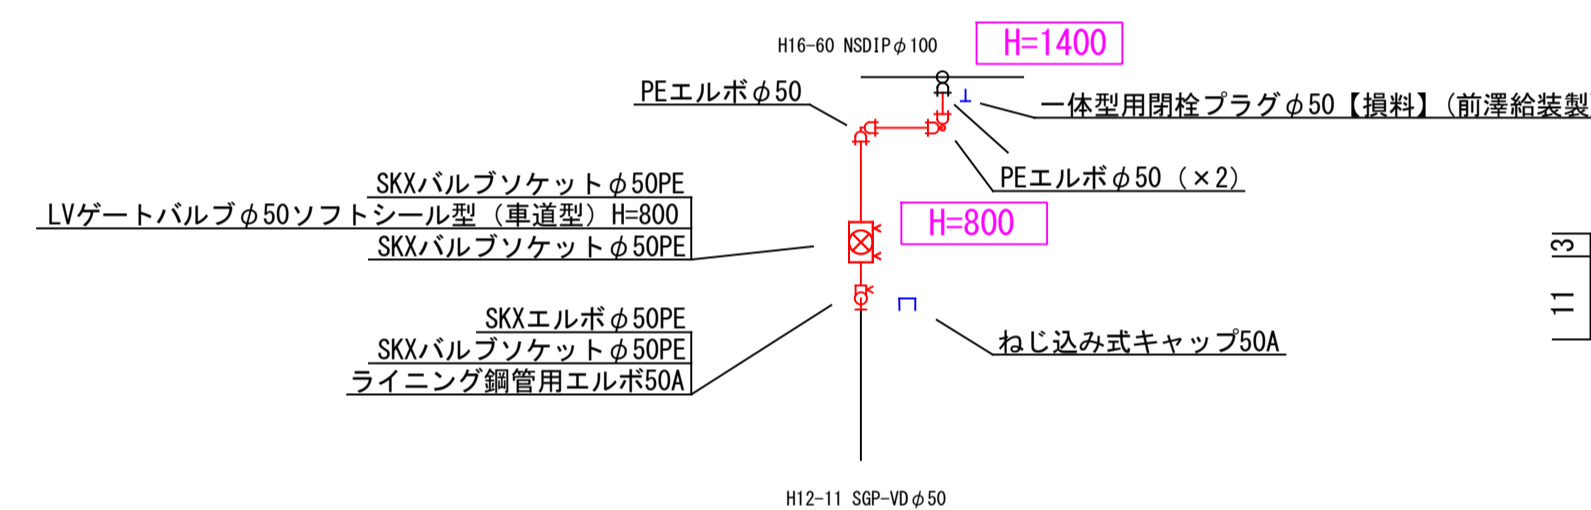 H16-60 NSDIPφ100
H=1400
PEエルボφ50
一体型用閉栓プラグφ50【損料】(前澤給装製
PEエルボφ50（×2）
SKXバルブソケットφ50PE
LVゲートバルブφ50ソフトシール型（車道型）H=800
SKXバルブソケットφ50PE
H=800
3
11
SKXエルボφ50PE
SKXバルブソケットφ50PE
ライニング鋼管用エルボ50A
ねじ込み式キャップ50A
H12-11 SGP-VDφ50